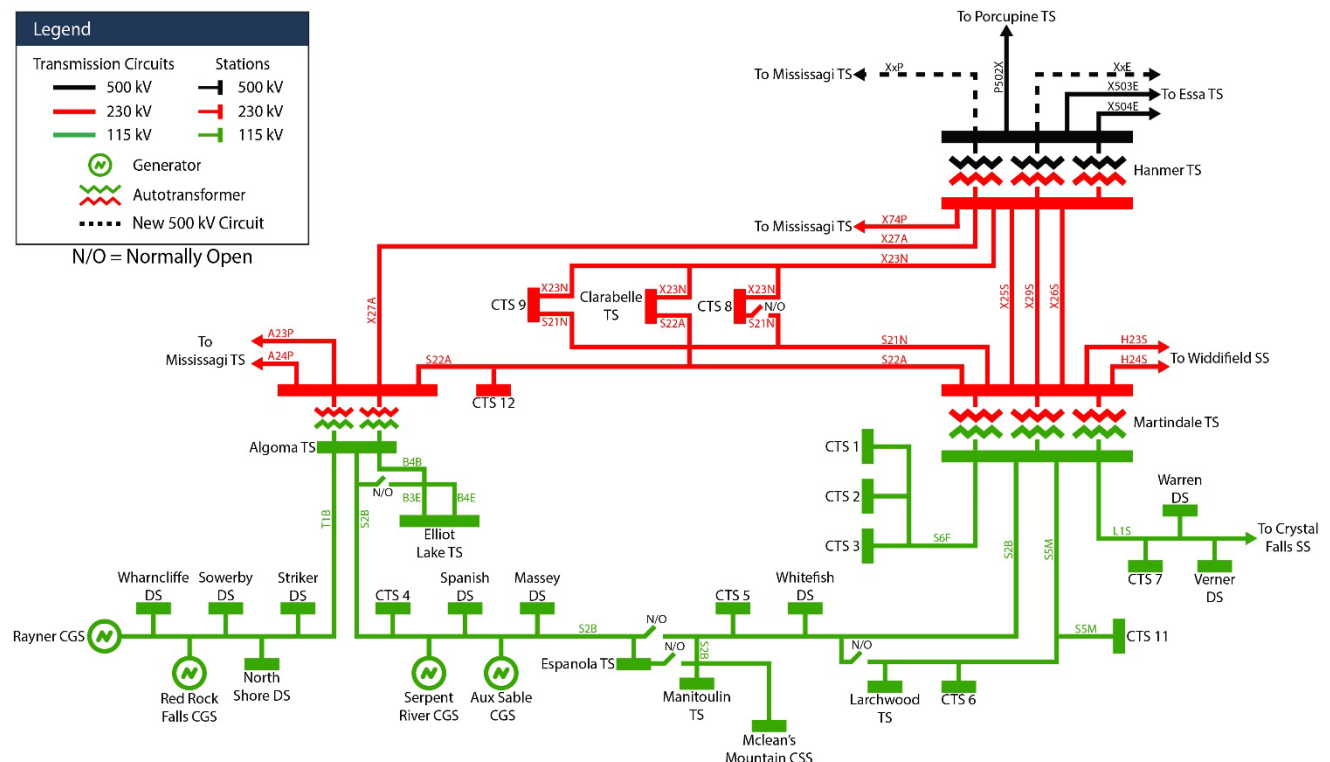 Legend
Transmission Circuits
Stations
500 kV
500 kV
230 kV
230 kV
115 kV
115 kV
Generator
Autotransformer
New 500 kV Circuit
N/O = Normally Open
To Porcupine TS
To Mississagi TS
XxP
P502X
XxE
X503E
To Essa TS
X504E
Hanmer TS
To Mississagi TS
X74P
X27A
X23N
X27A
CTS 9
X23N
S21N
Clarabelle
TS
X23N
S22A
CTS 8
X23N
N/O
S21N
X25S
X29S
X26S
S21N
S22A
H23S
H24S
To Widdifield SS
To
Mississagi TS
A23P
A24P
S22A
CTS 12
Martindale TS
Algoma TS
B4B
N/O
B3E
B4E
Elliot
Lake TS
T1B
S2B
CTS 1
CTS 2
CTS 3
S6F
S2B
S5M
L1S
Warren
DS
To Crystal
Falls SS
CTS 7
Verner
DS
Wharncliffe
DS
Sowerby
DS
Striker
DS
Rayner CGS
Red Rock
Falls CGS
North
Shore DS
CTS 4
Spanish
DS
Massey
DS
S2B
Serpent
River CGS
Aux Sable
CGS
Espanola TS
N/O
N/O
S2B
Manitoulin
TS
Mclean's
Mountain CSS
CTS 5
Whitefish
DS
N/O
Larchwood
TS
CTS 6
S5M
CTS 11